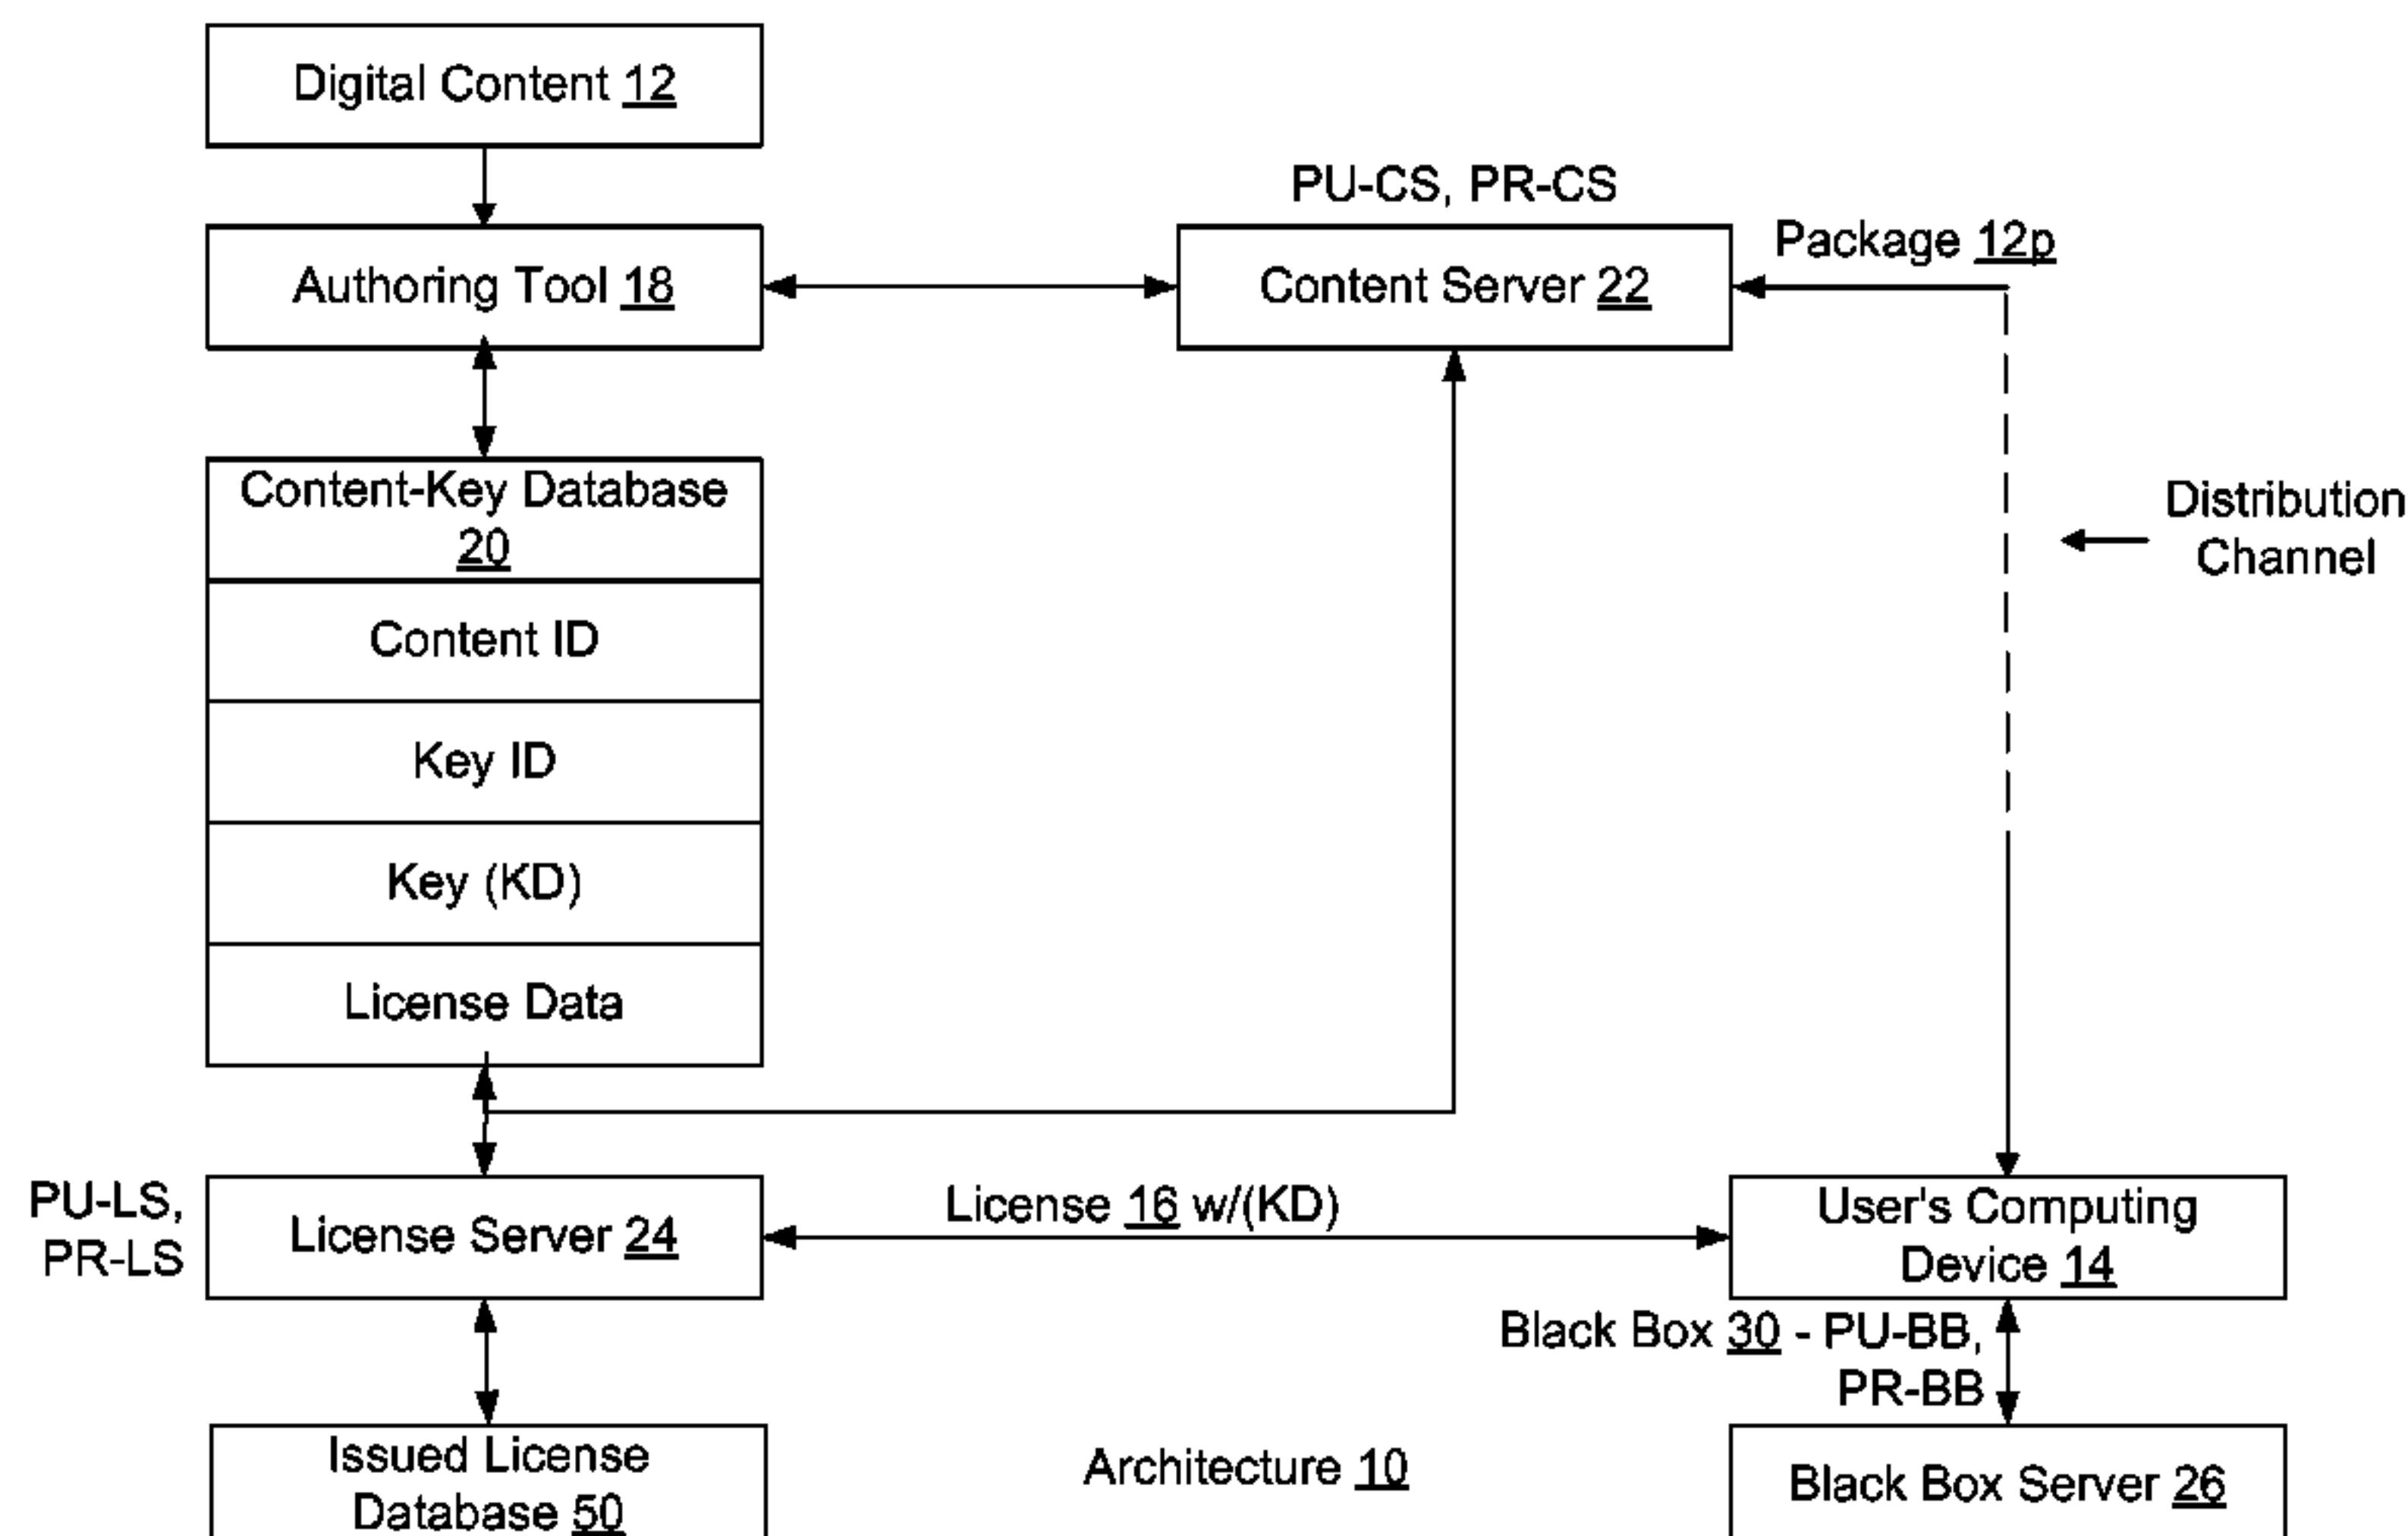 Digital Content 12
PU-CS, PR-CS
Package 12p
Authoring Tool 18
Content Server 22
Content-Key Database
20
Distribution
Channel
Content ID
Key ID
Key (KD)
License Data
PU-LS,
PR-LS
License Server 24
License 16 w/(KD)
User's Computing
Device 14
Black Box 30 - PU-BB,
PR-BB
Issued License
Database 50
Architecture 10
Black Box Server 26